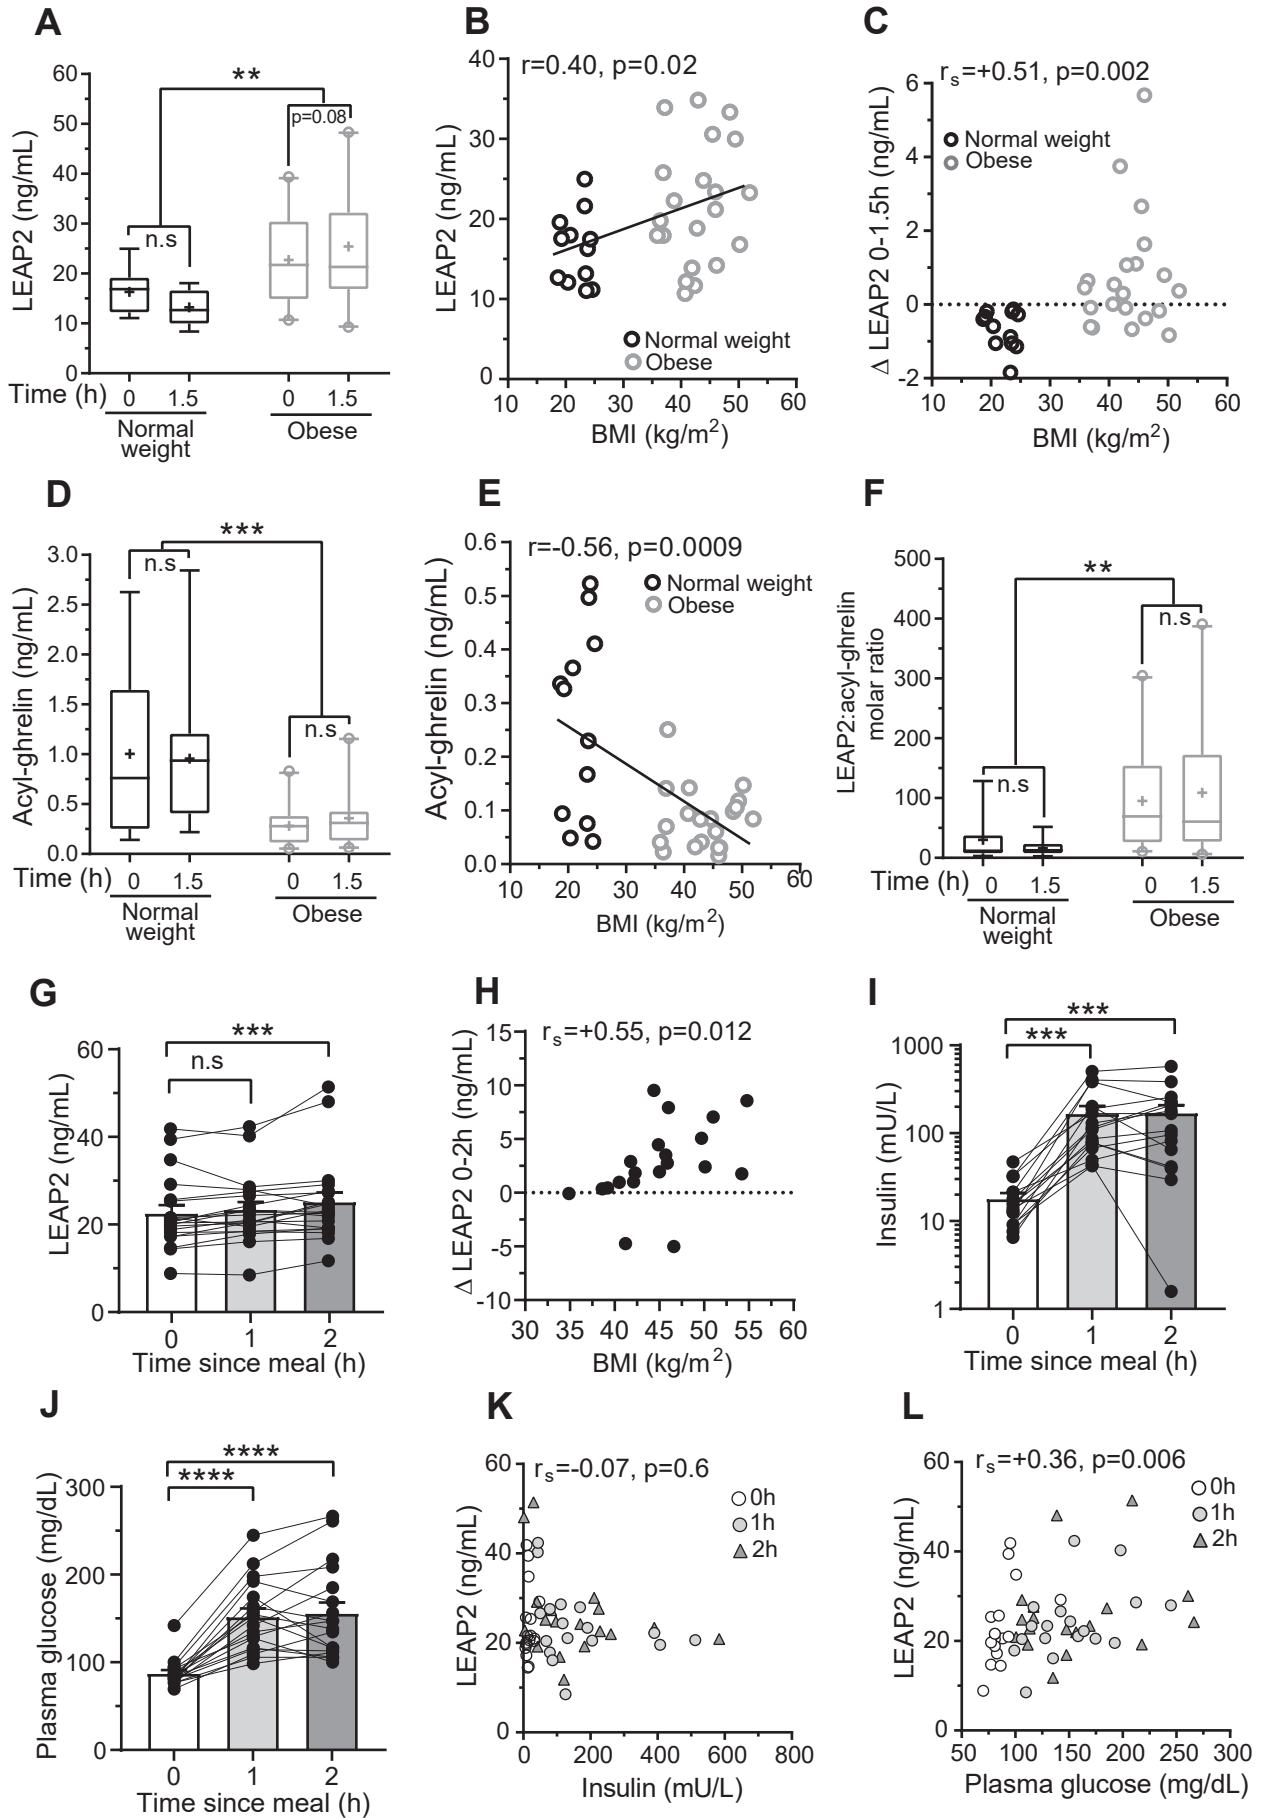 A
LEAP2 (ng/mL)
60
50
40
30
20
10
0
**
p=0.08
n.s
Time (h)
0
1.5
0
1.5
Normal
weight
Obese
B
LEAP2 (ng/mL)
40
30
20
10
0
r=0.40, p=0.02
Normal weight
Obese
10 20 30 40 50 60
BMI (kg/m2)
C
Δ LEAP2 0-1.5h (ng/mL)
6
4
2
0
-2
rs=+0.51, p=0.002
Normal weight
Obese
10 20 30 40 50 60
BMI (kg/m2)
D
Acyl-ghrelin (ng/mL)
3.0
2.5
2.0
1.5
1.0
0.5
0.0
***
n.s
n.s
Time (h)
0
1.5
0
1.5
Normal
weight
Obese
E
Acyl-ghrelin (ng/mL)
0.6
0.5
0.4
0.3
0.2
0.1
0.0
r=-0.56, p=0.0009
Normal weight
Obese
10 20 30 40 50 60
BMI (kg/m2)
F
LEAP2:acyl-ghrelin
molar ratio
500
400
300
200
100
0
**
n.s
n.s
Time (h)
0
1.5
0
1.5
Normal
weight
Obese
G
LEAP2 (ng/mL)
60
40
20
0
***
n.s
0 1 2
Time since meal (h)
H
Δ LEAP2 0-2h (ng/mL)
15
10
5
0
-5
-10
rs=+0.55, p=0.012
30 35 40 45 50 55 60
BMI (kg/m2)
I
Insulin (mU/L)
1000
100
10
1
***
***
0 1 2
Time since meal (h)
J
Plasma glucose (mg/dL)
300
200
100
0
****
****
0 1 2
Time since meal (h)
K
LEAP2 (ng/mL)
60
40
20
0
rs=-0.07, p=0.6
0h
1h
2h
0 200 400 600 800
Insulin (mU/L)
L
LEAP2 (ng/mL)
60
40
20
0
rs=+0.36, p=0.006
0h
1h
2h
50 100 150 200 250 300
Plasma glucose (mg/dL)